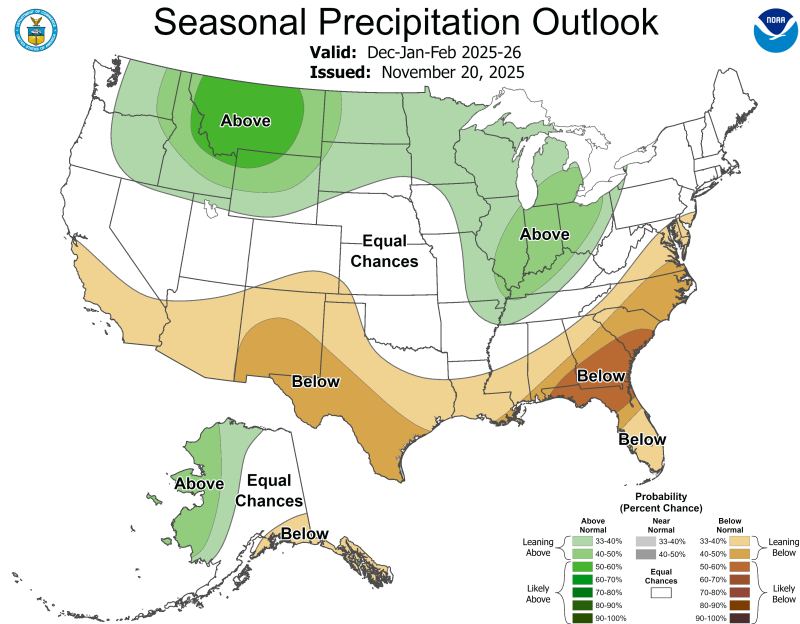 Seasonal Precipitation Outlook
Valid: Dec-Jan-Feb 2025-26
Issued: November 20, 2025
NOAA
Above
Equal
Chances
Above
Below
Below
Below
Above
Equal
Chances
Below
Probability
(Percent Chance)
Above
Normal
Near
Normal
Below
Normal
Leaning
Above
33-40%
40-50%
33-40%
40-50%
33-40%
40-50%
Leaning
Below
Likely
Above
50-60%
60-70%
70-80%
80-90%
90-100%
Equal
Chances
50-60%
60-70%
70-80%
80-90%
90-100%
Likely
Below